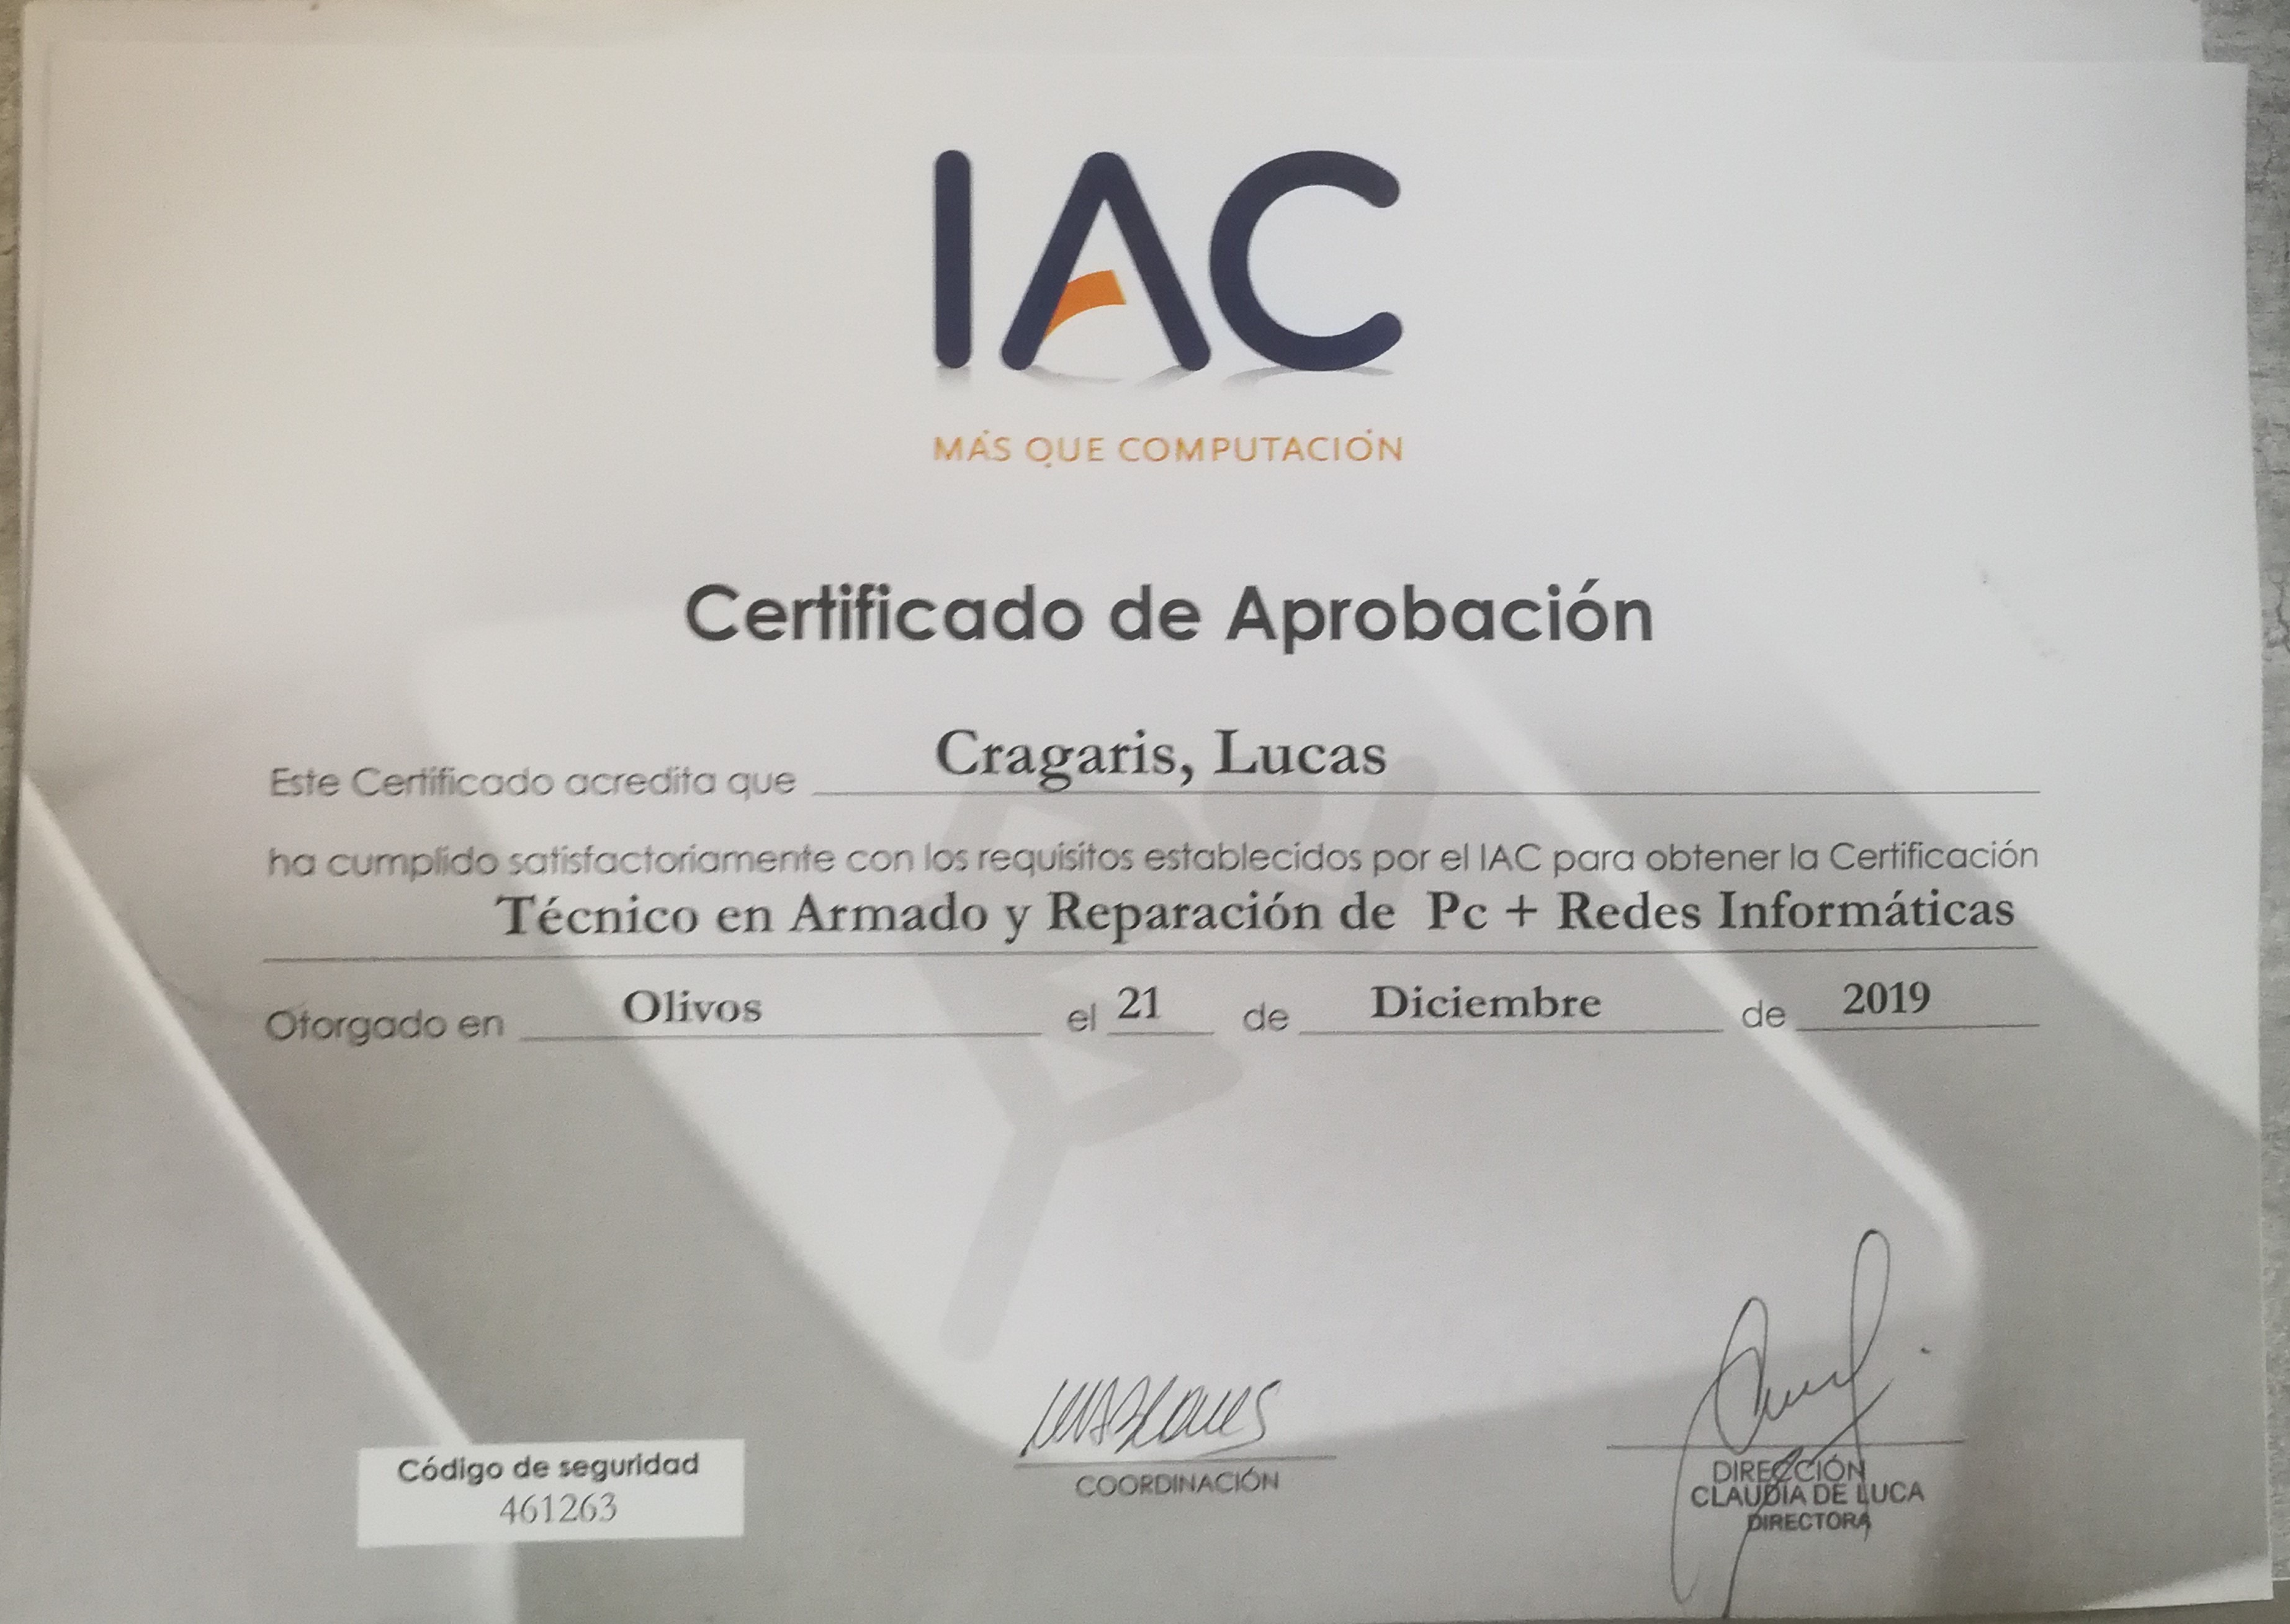 IAC
MÁS QUE COMPUTACIÓN
Certificado de Aprobación
Este Certificado acredita que Cragaris, Lucas
ha cumplido satisfactoriamente con los requisitos establecidos por el IAC para obtener la Certificación
Técnico en Armado y Reparación de Pc + Redes Informáticas
Otorgado en Olivos el 21 de Diciembre de 2019
Código de seguridad
461263
COORDINACIÓN
DIRECCIÓN
CLAUDIA DE LUCA
DIRECTORA